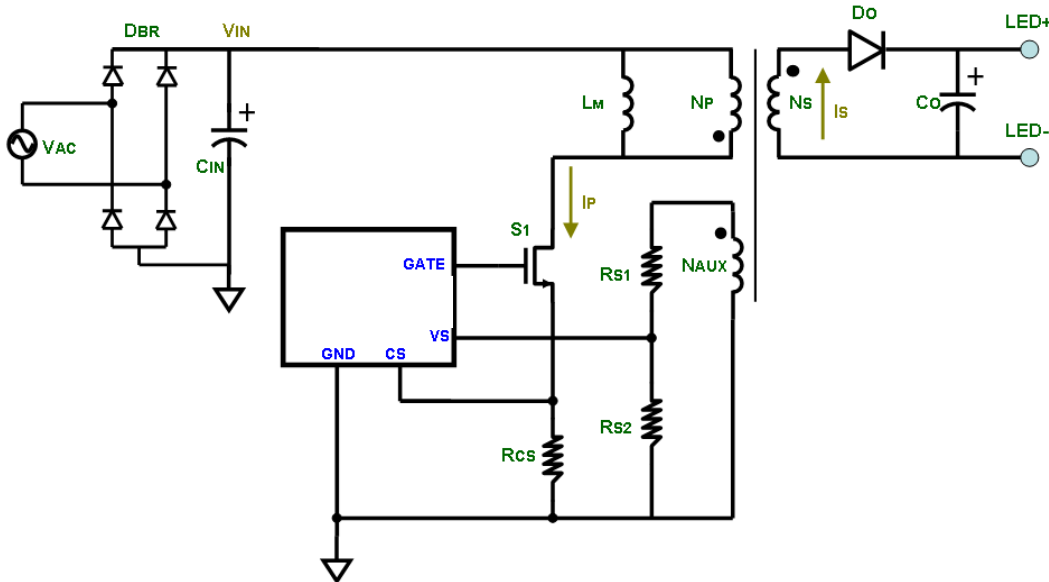 DBR
VIN
DO
LED+
LM
NP
NS
IS
CO
+
+
VAC
CIN
LED-
IP
S1
GATE
RS1
NAUX
VS
GND
CS
RS2
RCS